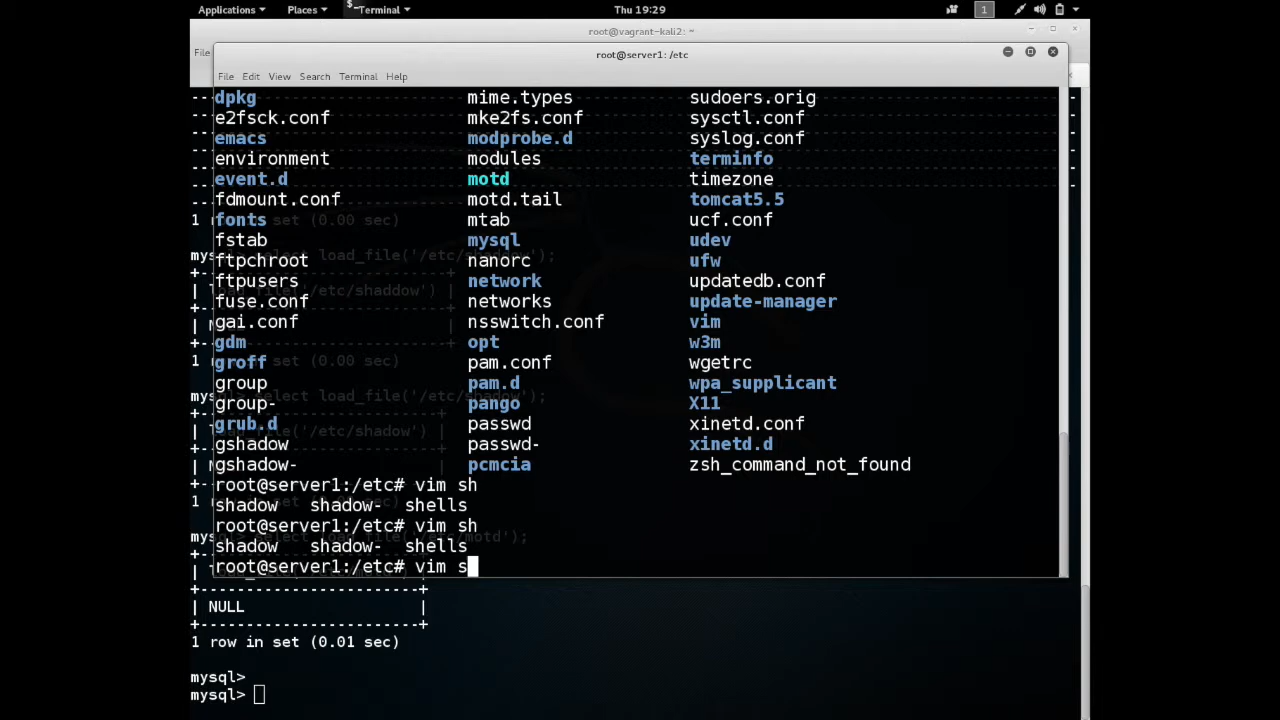 Applications Places Terminal Thu 19:29 1
root@vagrant-kali2: ~
File
root@server1: /etc
File Edit View Search Terminal Help
dpkg mime.types sudoers.orig
e2fsck.conf mke2fs.conf sysctl.conf
emacs modprobe.d syslog.conf
environment modules terminfo
event.d motd timezone
fdmount.conf motd.tail tomcat5.5
fonts mtab ucf.conf
fstab mysql udev
ftpchroot nanorc ufw
ftpusers network updatedb.conf
fuse.conf networks update-manager
gai.conf nsswitch.conf vim
gdm opt w3m
groff pam.conf wgetrc
group pam.d wpa_supplicant
group- pango X11
grub.d passwd xinetd.conf
gshadow passwd- xinetd.d
gshadow- pcmcia zsh_command_not_found
root@server1:/etc# vim sh
shadow shadow- shells
root@server1:/etc# vim sh
shadow shadow- shells
root@server1:/etc# vim s
+------------------------+
| NULL |
+------------------------+
1 row in set (0.01 sec)
mysql>
mysql>